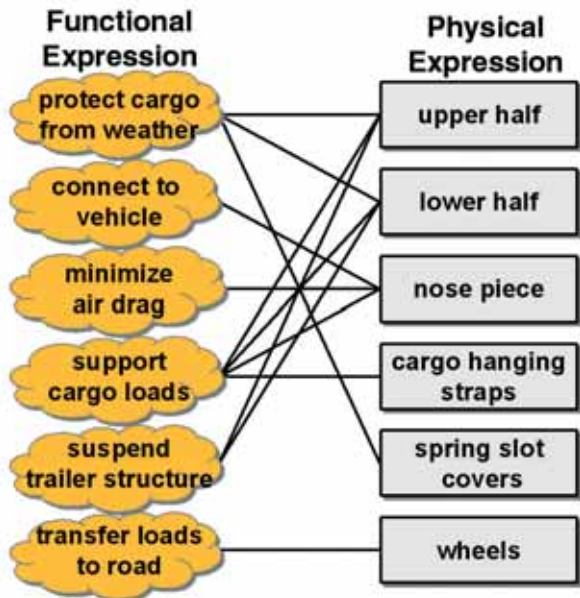 Functional
Expression
protect cargo
from weather
connect to
vehicle
minimize
air drag
support
cargo loads
suspend
trailer structure
transfer loads
to road
Physical
Expression
upper half
lower half
nose piece
cargo hanging
straps
spring slot
covers
wheels